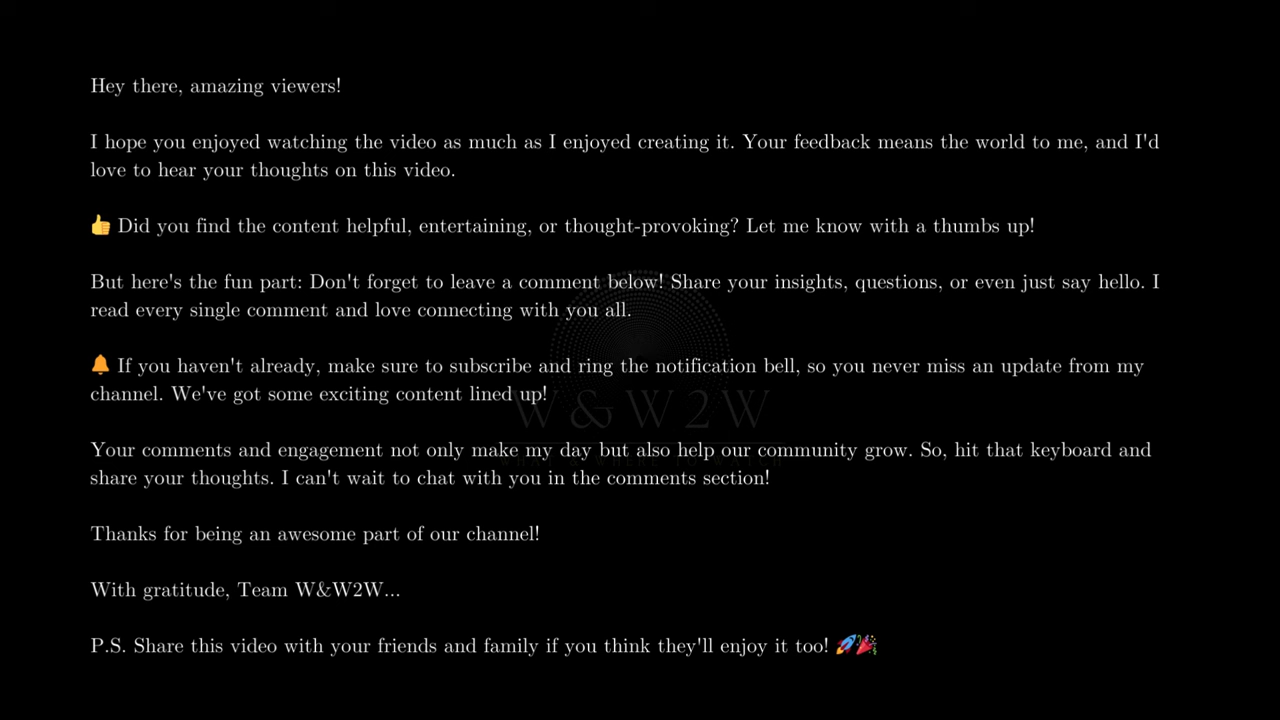 Hey there, amazing viewers!
I hope you enjoyed watching the video as much as I enjoyed creating it. Your feedback means the world to me, and I'd
love to hear your thoughts on this video.
👍 Did you find the content helpful, entertaining, or thought-provoking? Let me know with a thumbs up!
But here's the fun part: Don't forget to leave a comment below! Share your insights, questions, or even just say hello. I
read every single comment and love connecting with you all.
🔔 If you haven't already, make sure to subscribe and ring the notification bell, so you never miss an update from my
channel. We've got some exciting content lined up!
W&W2W
Your comments and engagement not only make my day but also help our community grow. So, hit that keyboard and
share your thoughts. I can't wait to chat with you in the comments section!
Thanks for being an awesome part of our channel!
With gratitude, Team W&W2W...
P.S. Share this video with your friends and family if you think they'll enjoy it too! 🚀🎉